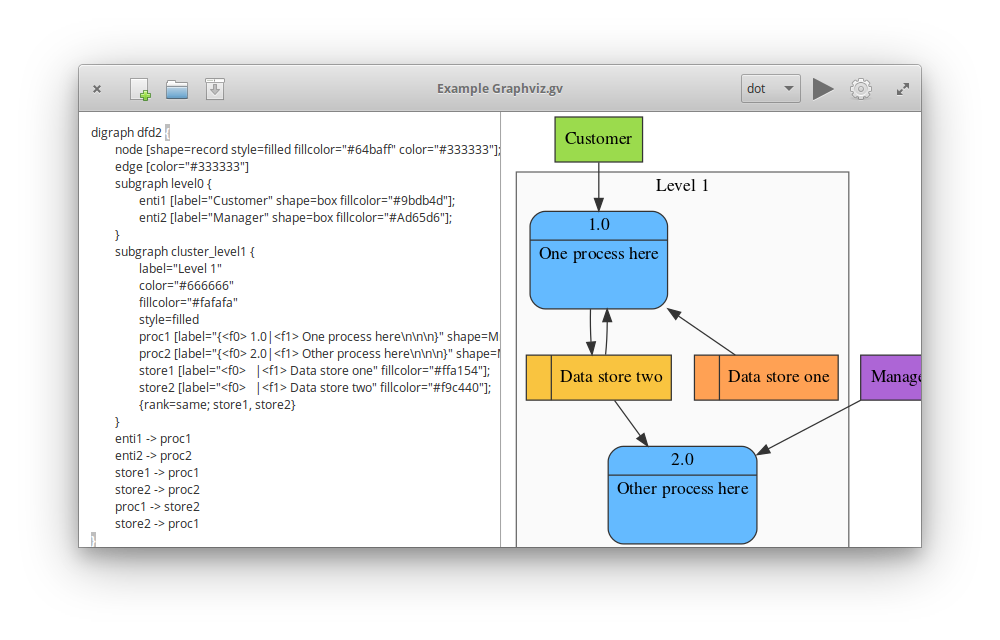 Example Graphviz.gv
dot
digraph dfd2 {
node [shape=record style=filled fillcolor="#64baff" color="#333333"];
edge [color="#333333"]
subgraph level0 {
enti1 [label="Customer" shape=box fillcolor="#9bdb4d"];
enti2 [label="Manager" shape=box fillcolor="#Ad65d6"];
}
subgraph cluster_level1 {
label="Level 1"
color="#666666"
fillcolor="#fafafa"
style=filled
proc1 [label="{<f0> 1.0|<f1> One process here\n\n\n}" shape=M
proc2 [label="{<f0> 2.0|<f1> Other process here\n\n\n}" shape=
store1 [label="<f0>   |<f1> Data store one" fillcolor="#ffa154"];
store2 [label="<f0>   |<f1> Data store two" fillcolor="#f9c440"];
{rank=same; store1, store2}
}
enti1 -> proc1
enti2 -> proc2
store1 -> proc1
store2 -> proc2
proc1 -> store2
store2 -> proc1
}
Customer
Level 1
1.0
One process here
Data store two
Data store one
Manage
2.0
Other process here